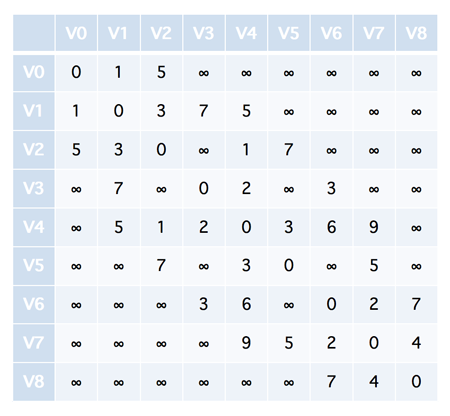 V0 V1 V2 V3 V4 V5 V6 V7 V8
V0 0 1 5 ∞ ∞ ∞ ∞ ∞ ∞
V1 1 0 3 7 5 ∞ ∞ ∞ ∞
V2 5 3 0 ∞ 1 7 ∞ ∞ ∞
V3 ∞ 7 ∞ 0 2 ∞ 3 ∞ ∞
V4 ∞ 5 1 2 0 3 6 9 ∞
V5 ∞ ∞ 7 ∞ 3 0 ∞ 5 ∞
V6 ∞ ∞ ∞ 3 6 ∞ 0 2 7
V7 ∞ ∞ ∞ ∞ 9 5 2 0 4
V8 ∞ ∞ ∞ ∞ ∞ ∞ 7 4 0